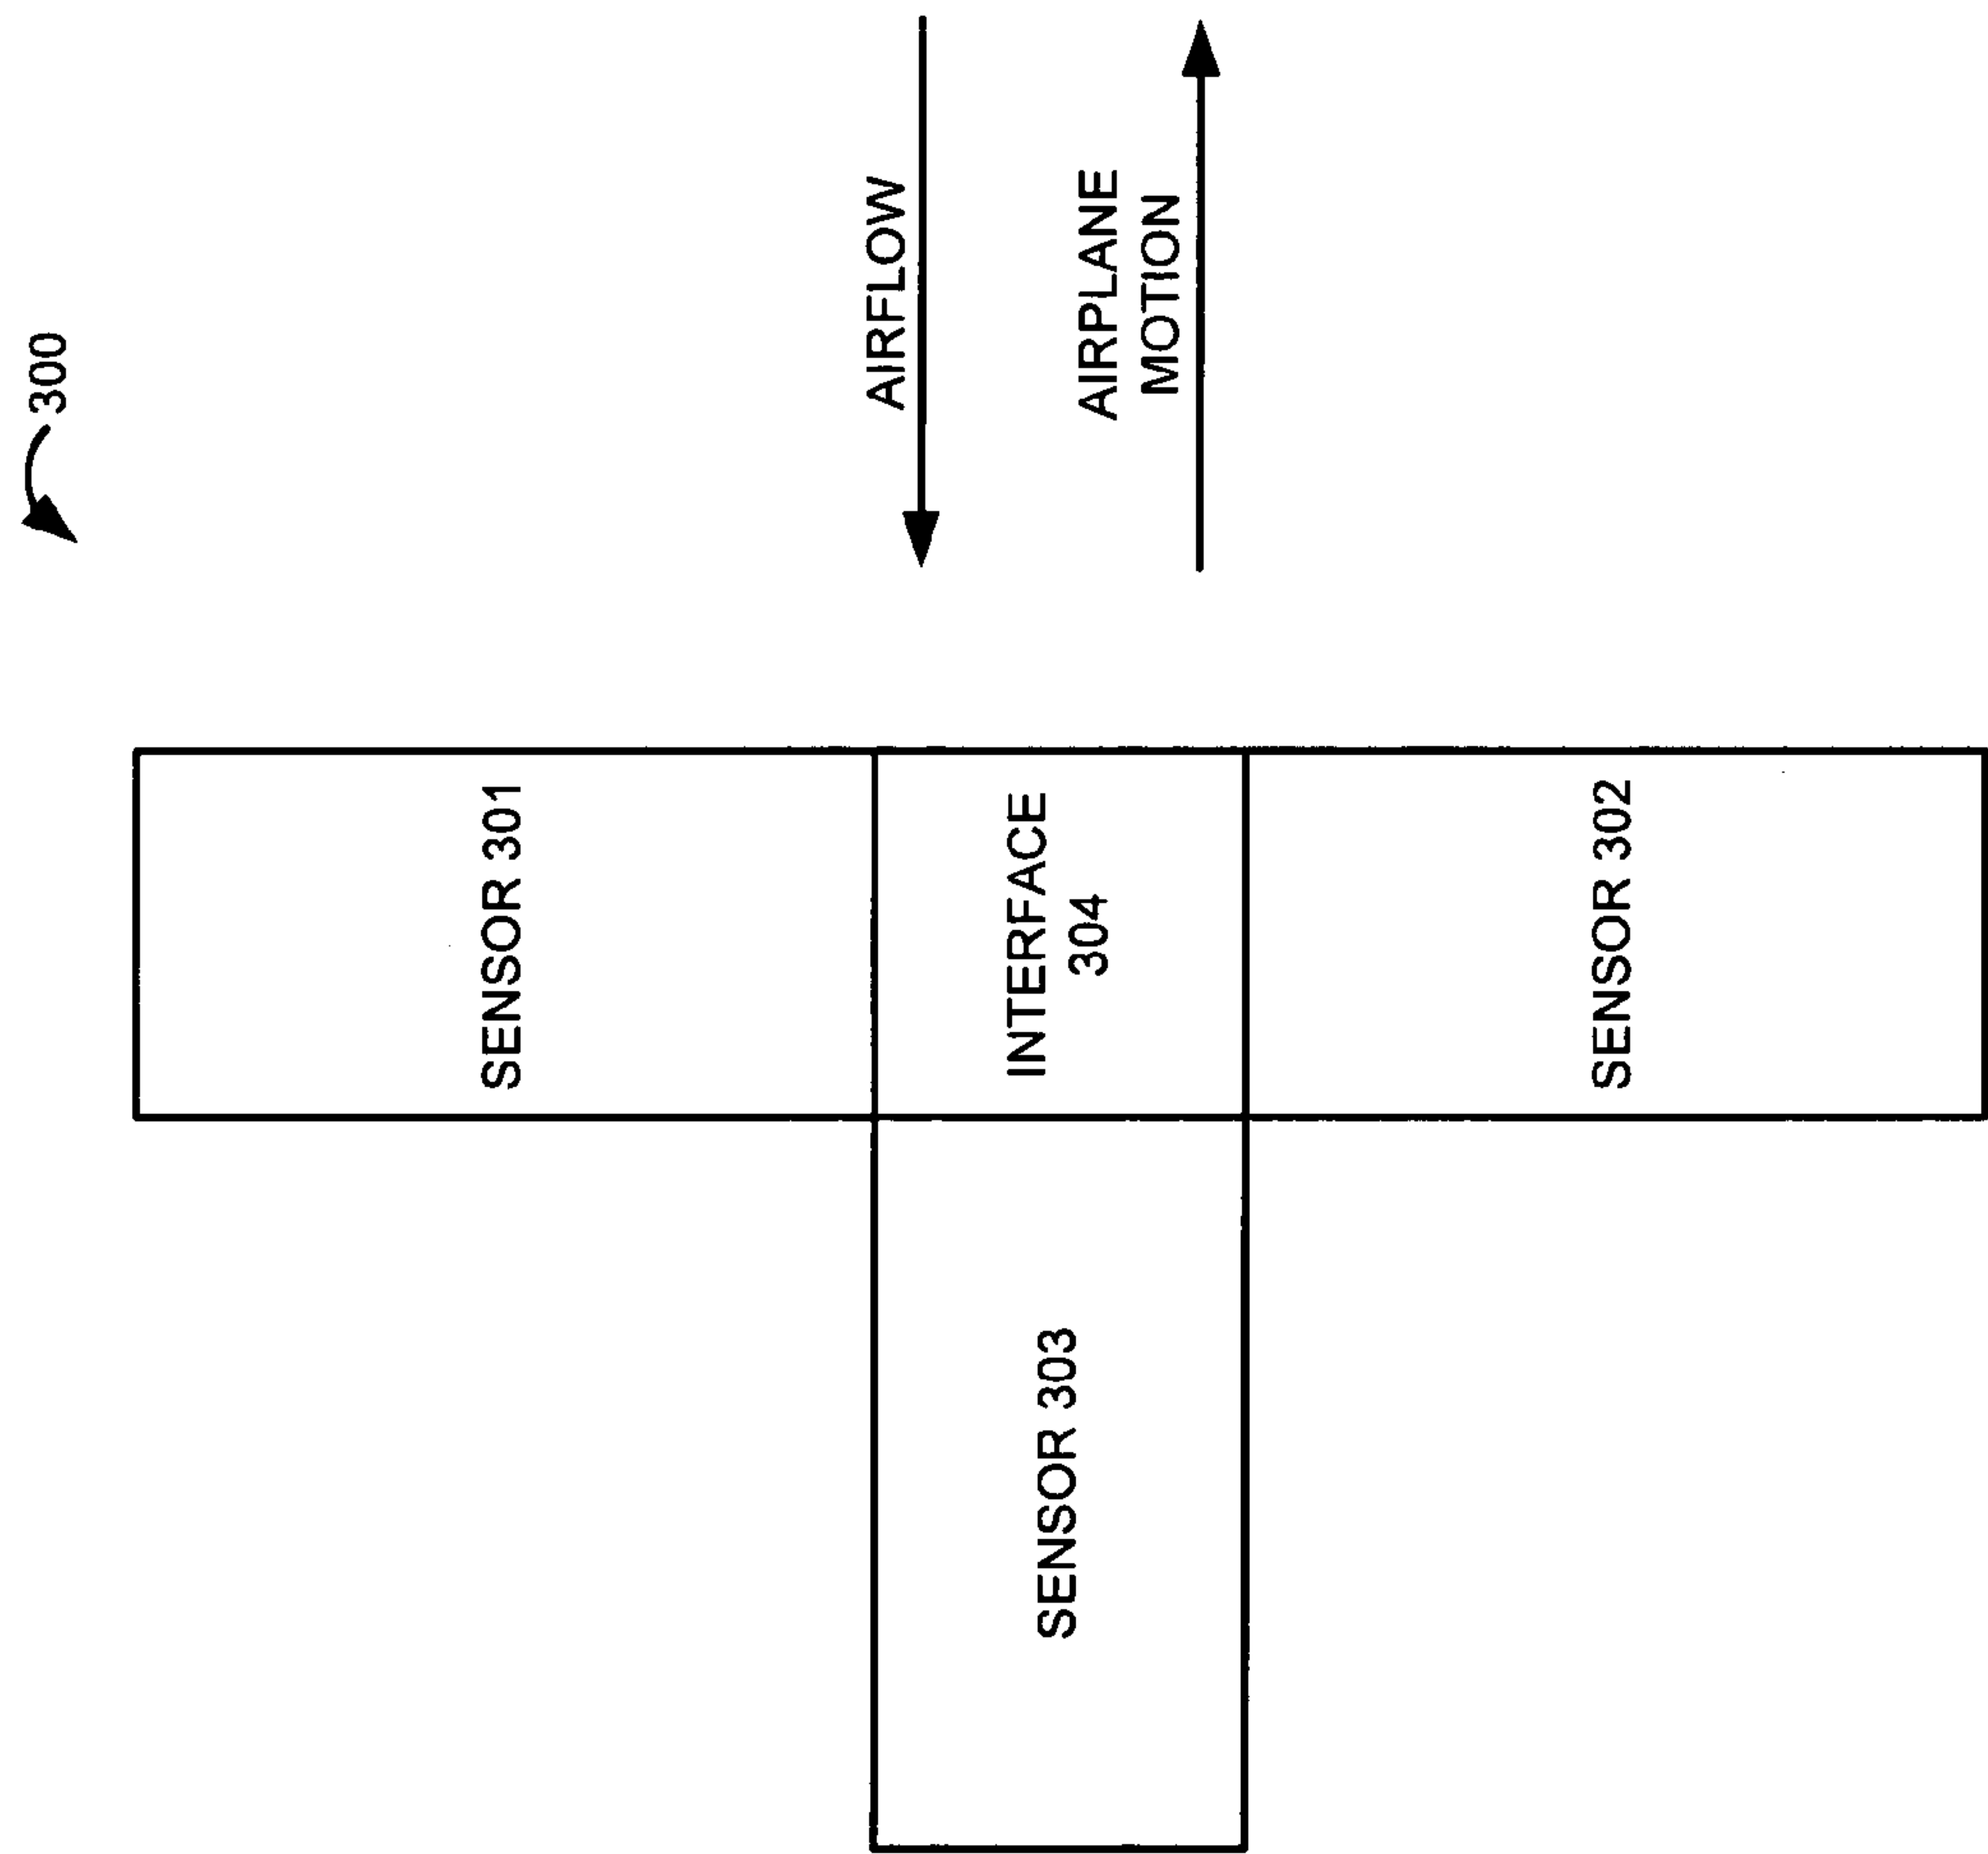 300
AIRFLOW
AIRPLANE
MOTION
SENSOR 301
INTERFACE
304
SENSOR 302
SENSOR 303